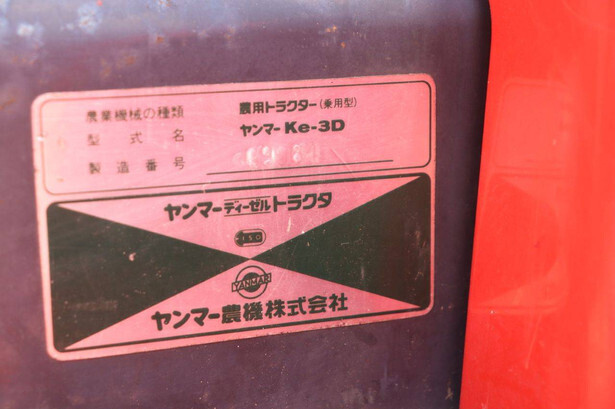 農業機械の種類 農用トラクター(乗用型)
型式名 ヤンマー Ke-3D
製造番号
ヤンマーディーゼルトラクタ
ISO
YANMAR
ヤンマー農機株式会社